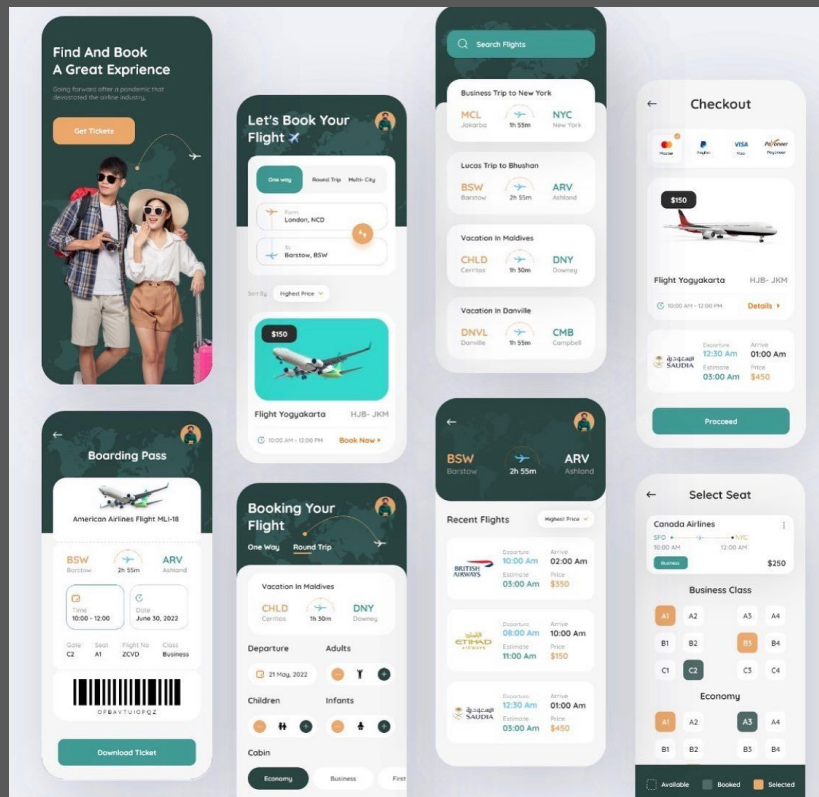 Find And Book
A Great Exprience
Going forward after a pandemic that
devastated the airline industry,
Get Tickets
Let's Book Your
Flight
One way Round Trip Multi-City
From
London, NCD
To
Barstow, BSW
Sort By Highest Price
$150
Flight Yogyakarta HJB- JKM
10:00 AM - 12:00 PM Book Now
Search Flights
Business Trip to New York
MCL NYC
Jakarba 1h 55m New York
Lucas Trip to Bhushan
BSW ARV
Barstow 2h 55m Ashland
Vacation In Maldives
CHLD DNY
Cerritos 1h 30m Downey
Vacation In Danville
DNVL CMB
Danville 1h 55m Campbell
Checkout
VISA Payoneer
Visa Payoneer
$150
Flight Yogyakarta HJB- JKM
10:00 AM - 12:00 PM Details
Departure Arrive
12:30 Am 01:00 Am
السعودية
SAUDIA
Estimate Price
03:00 Am $450
Procceed
Boarding Pass
American Airlines Flight MLI-18
BSW ARV
Barstow 2h 55m Ashland
Time Date
10:00 - 12:00 June 30, 2022
Gate Seat Flight No Class
C2 A1 ZCVD Business
OFBAVTUIOPQZ
Download Ticket
Booking Your
Flight
One Way Round Trip
Vacation In Maldives
CHLD DNY
Cerritos 1h 30m Downey
Departure Adults
21 May, 2022
Children Infants
Cabin
Economy Business First
BSW ARV
Barstow 2h 55m Ashland
Recent Flights Highest Price
Departure Arrive
10:00 Am 02:00 Am
BRITISH
AIRWAYS
Estimate Price
03:00 Am $350
Departure Arrive
08:00 Am 10:00 Am
ETIHAD
AIRWAYS
Estimate Price
11:00 Am $150
Departure Arrive
12:30 Am 01:00 Am
السعودية
SAUDIA
Estimate Price
03:00 Am $450
Select Seat
Canada Airlines
SFO NYC
10:00 AM 12:00 AM
Business $250
Business Class
A1 A2 A3 A4
B1 B2 B3 B4
C1 C2 C3 C4
Economy
A1 A2 A3 A4
B1 B2 B3 B4
Available Booked Selected